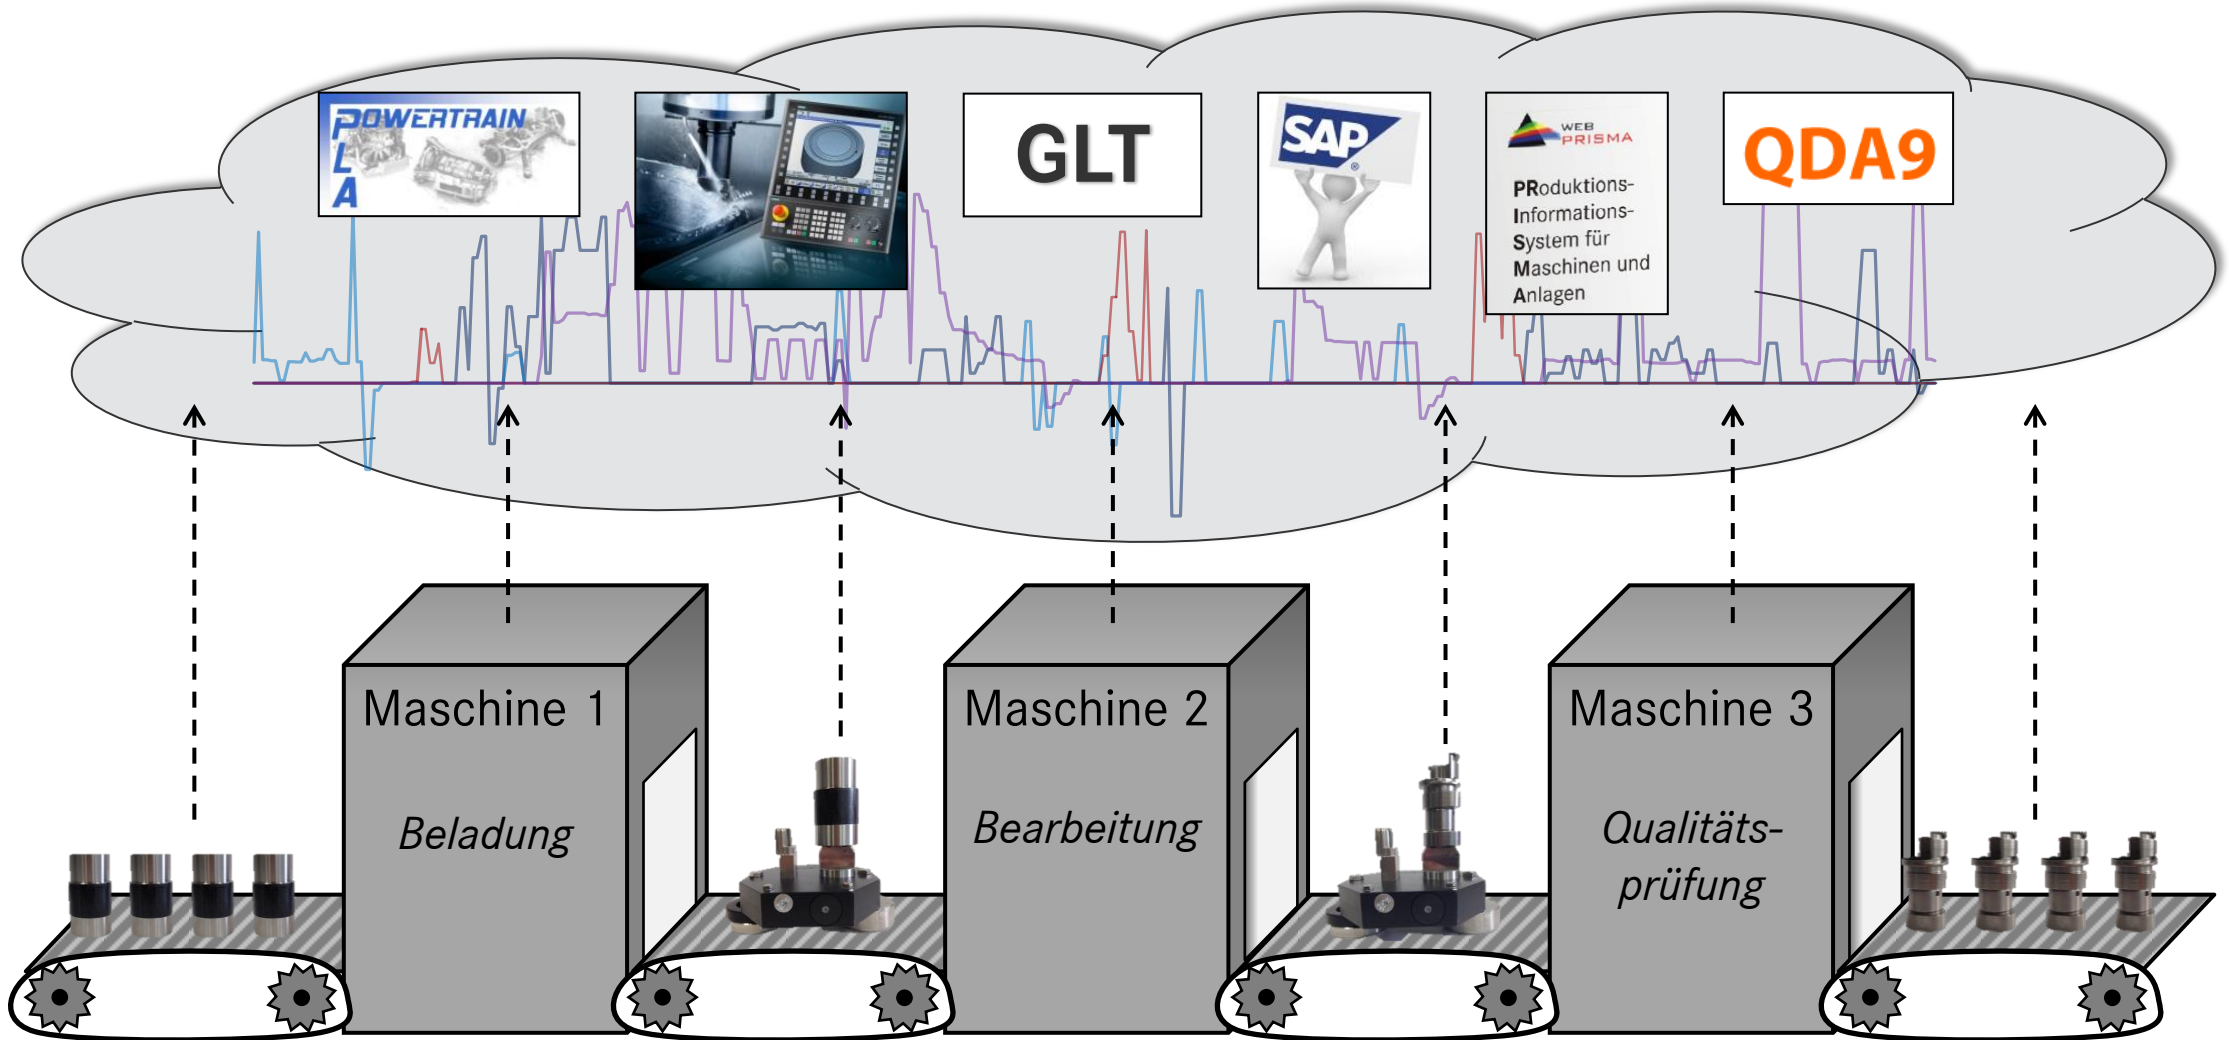 POWERTRAIN
PLA
GLT
SAP
®
WEB
PRISMA
PRoduktions-
Informations-
System für
Maschinen und
Anlagen
QDA9
Maschine 1
Beladung
Maschine 2
Bearbeitung
Maschine 3
Qualitäts-
prüfung